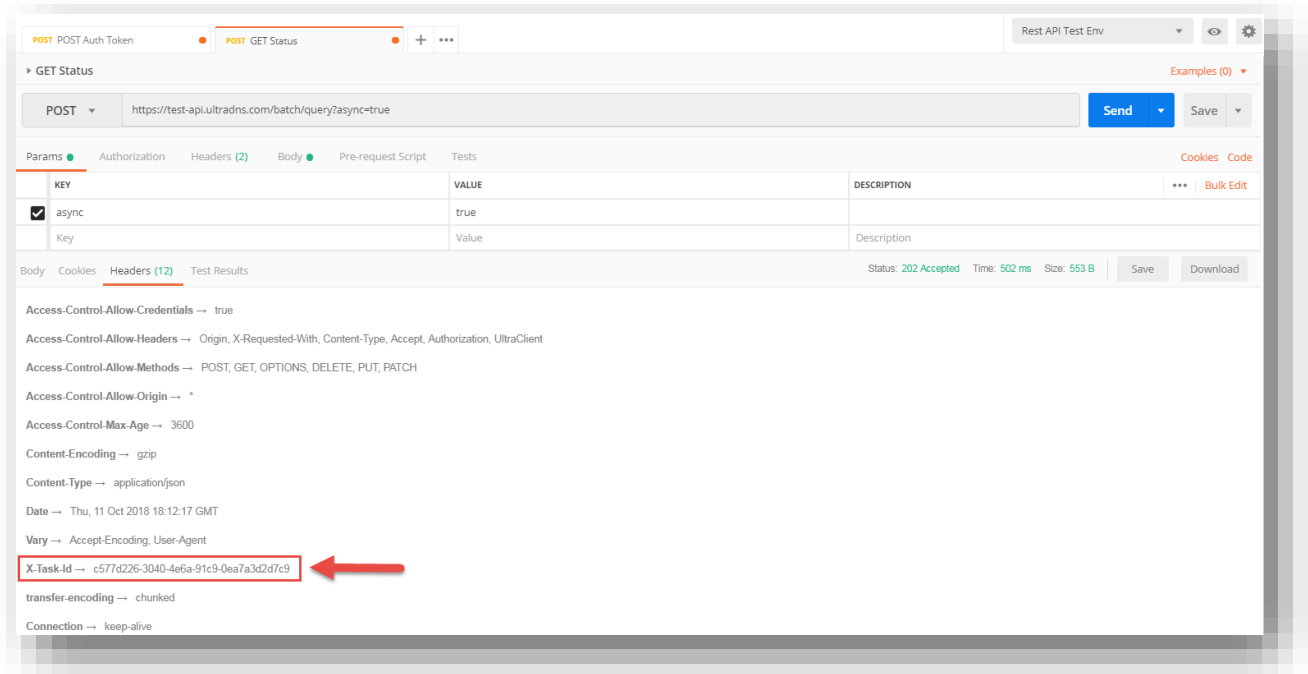 POST POST Auth Token POST GET Status + ••• Rest API Test Env
GET Status Examples (0)
POST https://test-api.ultradns.com/batch/query?async=true Send Save
Params Authorization Headers (2) Body Pre-request Script Tests Cookies Code
KEY VALUE DESCRIPTION ••• Bulk Edit
async true
Key Value Description
Body Cookies Headers (12) Test Results Status: 202 Accepted Time: 502 ms Size: 553 B Save Download
Access-Control-Allow-Credentials → true
Access-Control-Allow-Headers → Origin, X-Requested-With, Content-Type, Accept, Authorization, UltraClient
Access-Control-Allow-Methods → POST, GET, OPTIONS, DELETE, PUT, PATCH
Access-Control-Allow-Origin → *
Access-Control-Max-Age → 3600
Content-Encoding → gzip
Content-Type → application/json
Date → Thu, 11 Oct 2018 18:12:17 GMT
Vary → Accept-Encoding, User-Agent
X-Task-Id → c577d226-3040-4e6a-91c9-0ea7a3d2d7c9
transfer-encoding → chunked
Connection → keep-alive